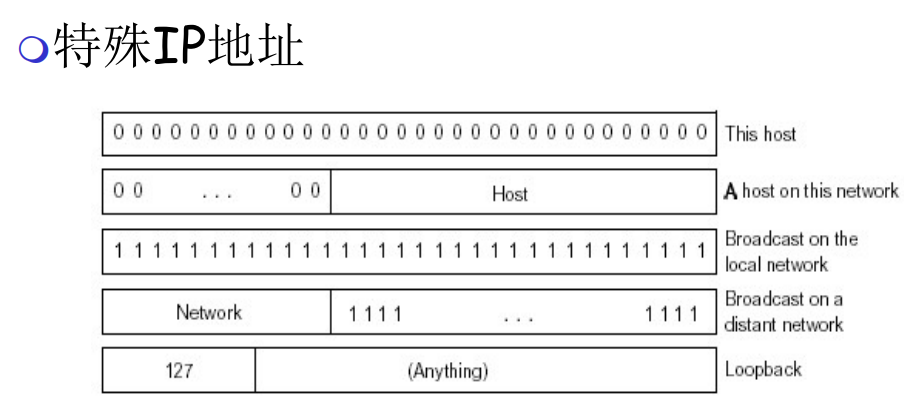 特殊IP地址
0 0 0 0 0 0 0 0 0 0 0 0 0 0 0 0 0 0 0 0 0 0 0 0 0 0 0 0 0 0 0 0 This host
0 0 ... 0 0 Host A host on this network
1 1 1 1 1 1 1 1 1 1 1 1 1 1 1 1 1 1 1 1 1 1 1 1 1 1 1 1 1 1 1 1 Broadcast on the
local network
Network 1 1 1 1 ... 1 1 1 1 Broadcast on a
distant network
127 (Anything) Loopback